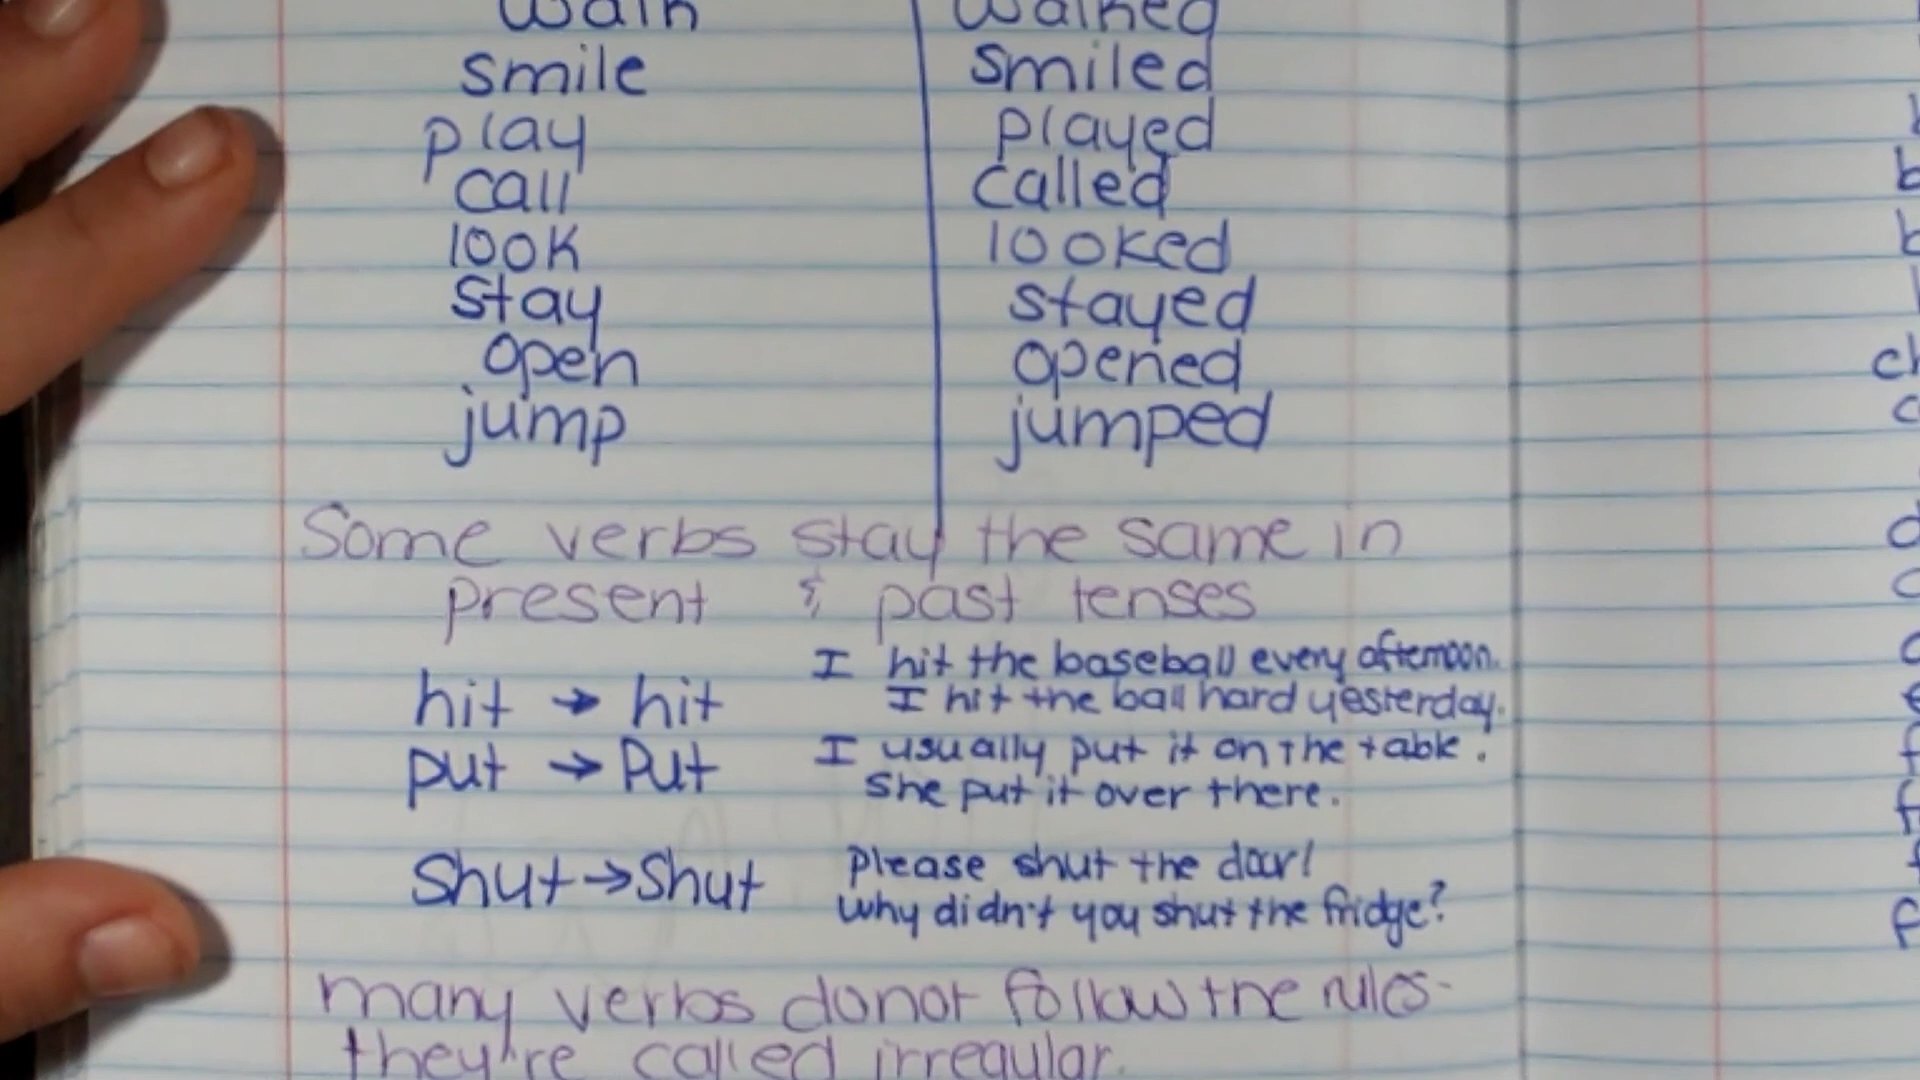 walk walked
smile smiled
play played
call called
look looked
stay stayed
open opened
jump jumped
Some verbs stay the same in
present & past tenses
I hit the baseball every afternoon.
hit → hit I hit the ball hard yesterday.
put → Put I usually put it on the table.
She put it over there.
Shut → Shut Please shut the door!
Why didn't you shut the fridge?
many verbs do not follow the rules-
they're called irregular.